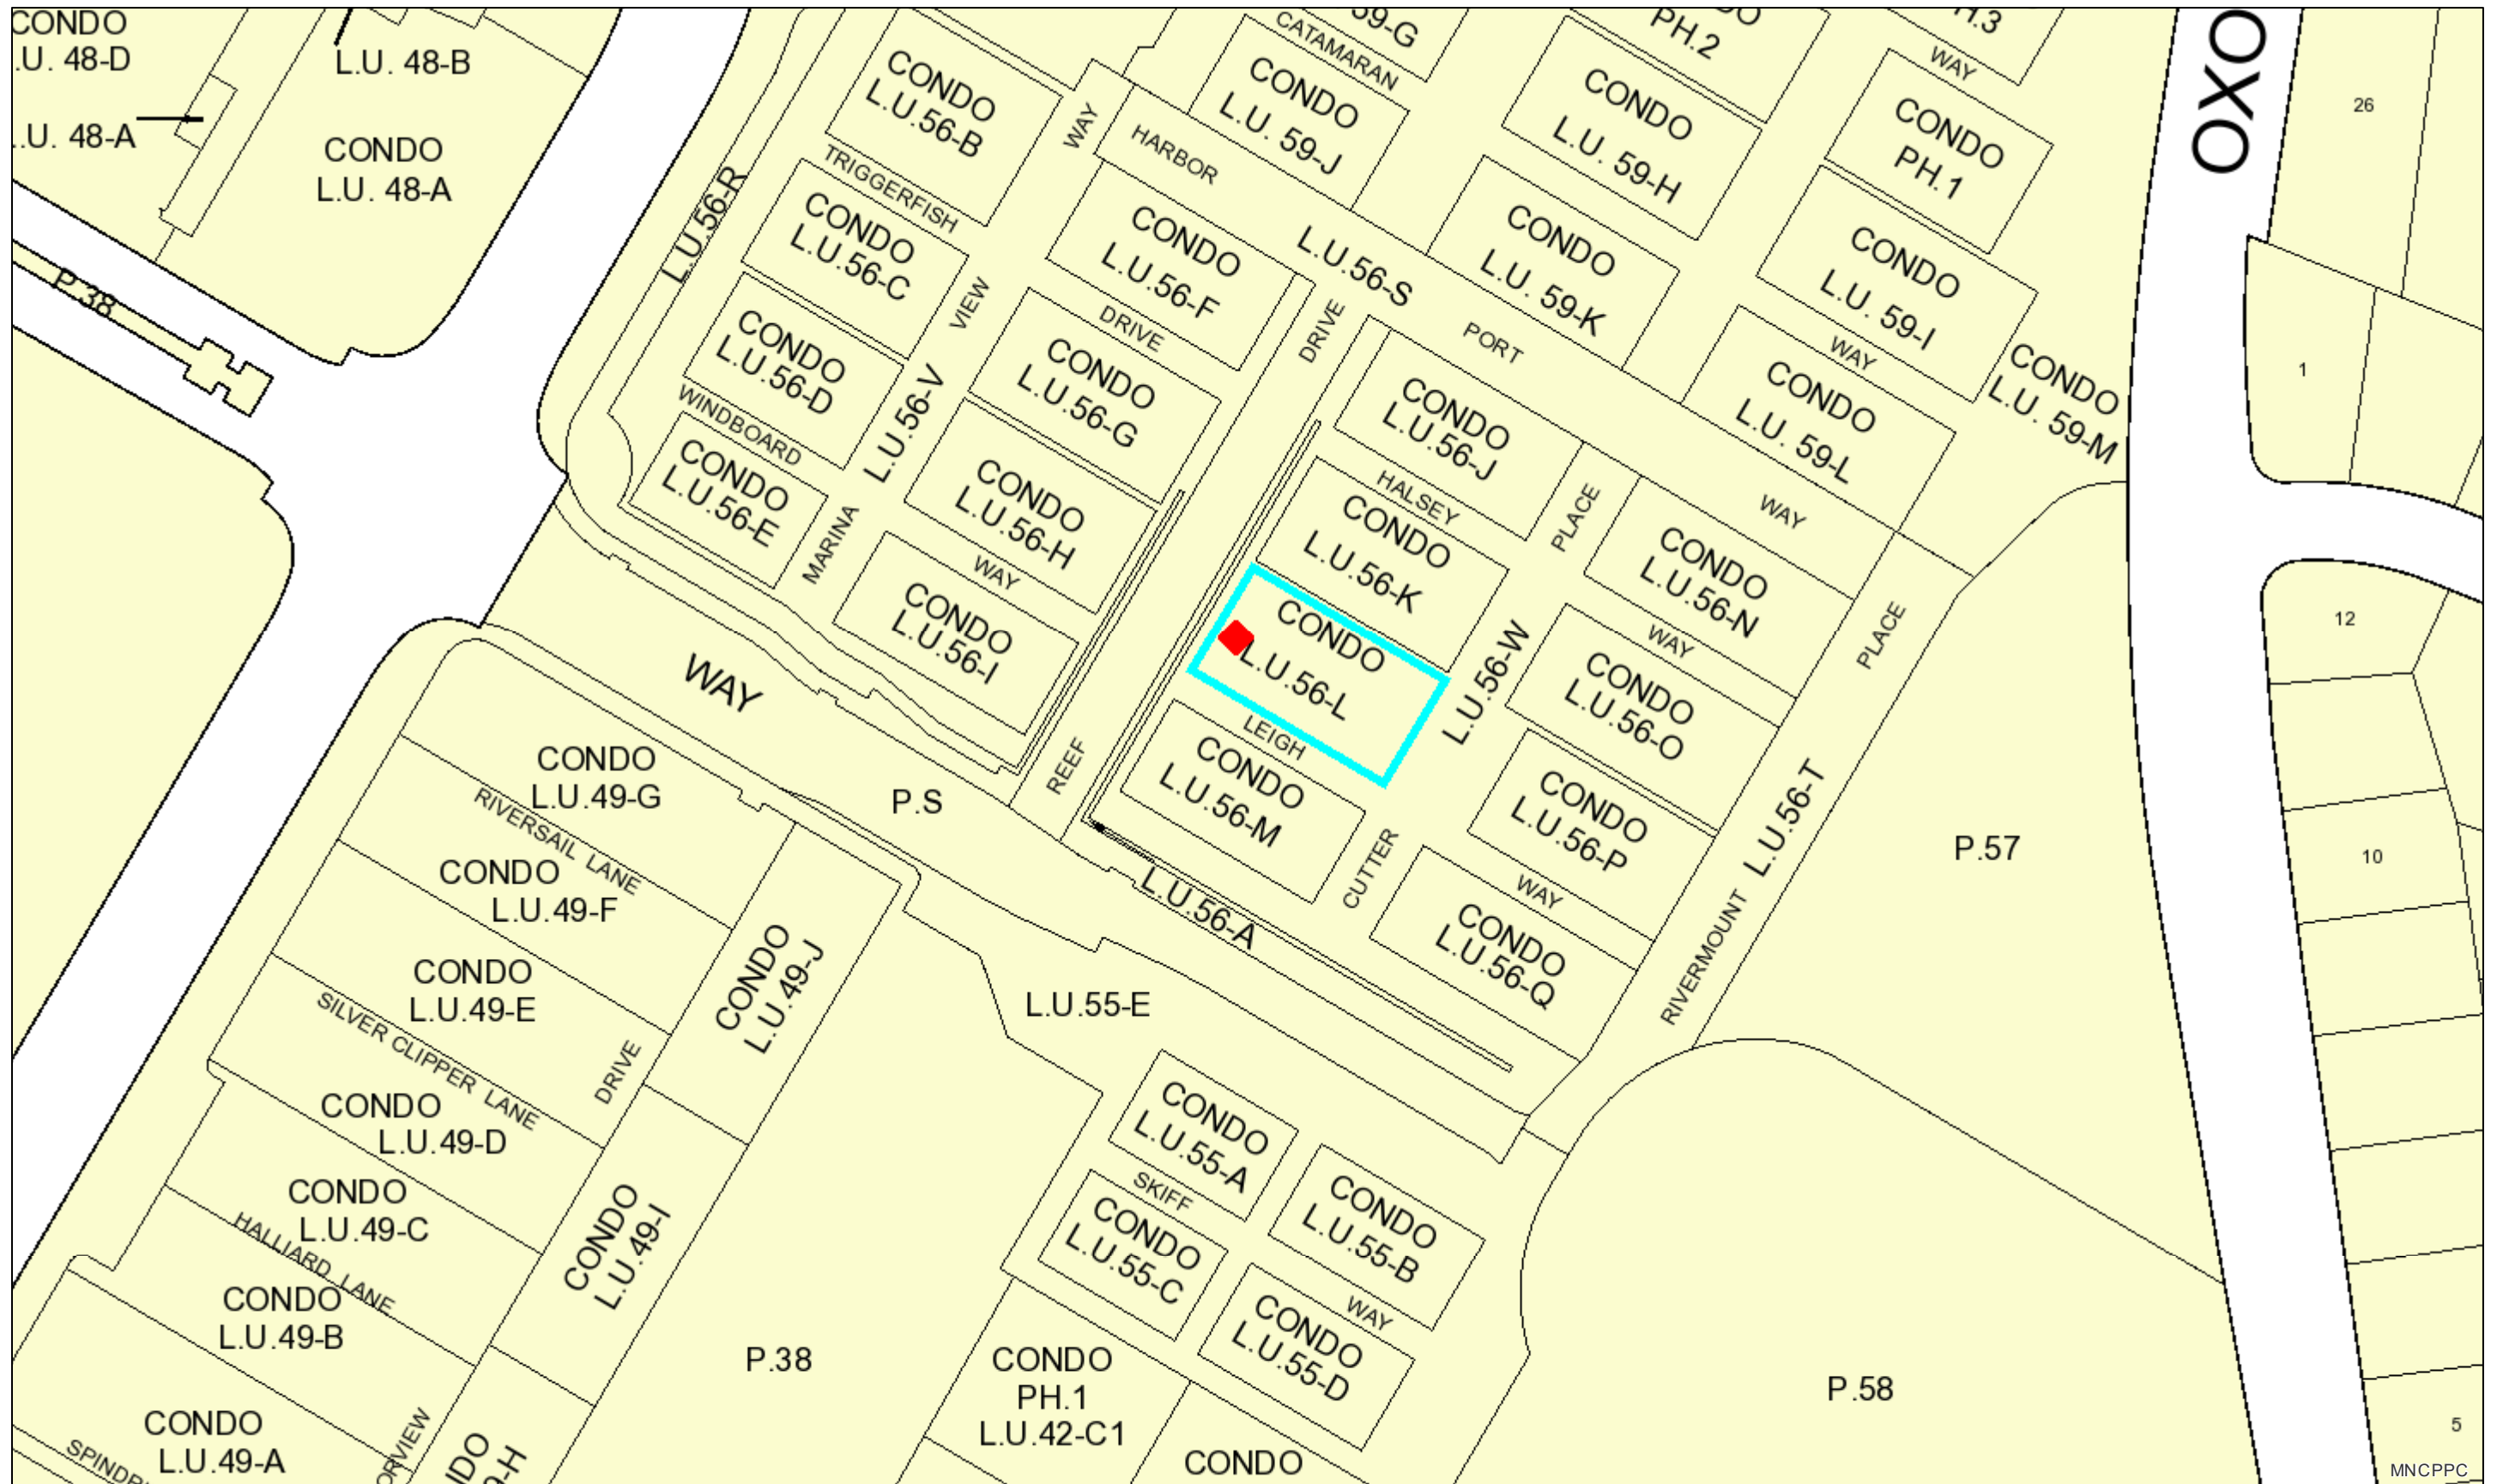 CONDO
.U. 48-D
.U. 48-A
L.U. 48-B
CONDO
L.U. 48-A
P.38
L.U.56-R
CONDO
L.U.56-B
WAY
TRIGGERFISH
CONDO
L.U.56-C
VIEW
CONDO
L.U.56-D
WINDBOARD
L.U.56-V
CONDO
L.U.56-E
MARINA
59-G
CATAMARAN
CONDO
L.U. 59-J
HARBOR
CONDO
L.U.56-F
DRIVE
L.U.56-S
DRIVE
PORT
CONDO
L.U.56-G
CONDO
L.U.56-H
WAY
CONDO
L.U.56-I
PH.2
CONDO
L.U. 59-H
CONDO
L.U. 59-K
H.3
WAY
CONDO
PH.1
CONDO
L.U. 59-I
WAY
CONDO
L.U. 59-L
CONDO
L.U. 59-M
WAY
OXO
26
1
12
10
5
CONDO
L.U.56-J
HALSEY
PLACE
CONDO
L.U.56-K
CONDO
L.U.56-L
LEIGH
CONDO
L.U.56-M
REEF
L.U.56-W
CUTTER
CONDO
L.U.56-N
WAY
PLACE
CONDO
L.U.56-O
CONDO
L.U.56-P
WAY
CONDO
L.U.56-Q
L.U.56-T
RIVERMOUNT
P.57
L.U.56-A
WAY
P.S
L.U.55-E
CONDO
L.U.49-G
RIVERSAIL LANE
CONDO
L.U.49-F
CONDO
L.U.49-E
SILVER CLIPPER LANE
CONDO
L.U.49-D
DRIVE
CONDO
L.U.49-J
CONDO
L.U.49-C
HALLIARD LANE
CONDO
L.U.49-I
CONDO
L.U.49-B
CONDO
L.U.49-A
P.38
CONDO
L.U.55-A
SKIFF
CONDO
L.U.55-C
CONDO
L.U.55-B
WAY
CONDO
L.U.55-D
CONDO
PH.1
L.U.42-C1
CONDO
P.58
MNCPPC